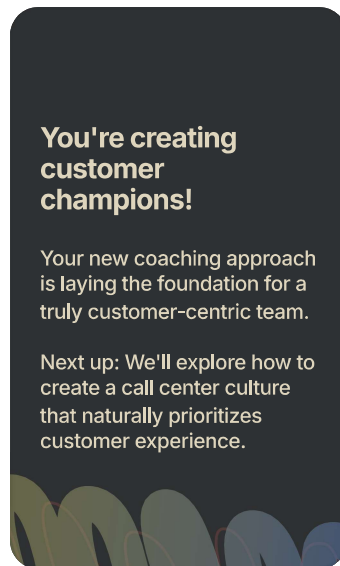 You're creating
customer
champions!
Your new coaching approach
is laying the foundation for a
truly customer-centric team.
Next up: We'll explore how to
create a call center culture
that naturally prioritizes
customer experience.